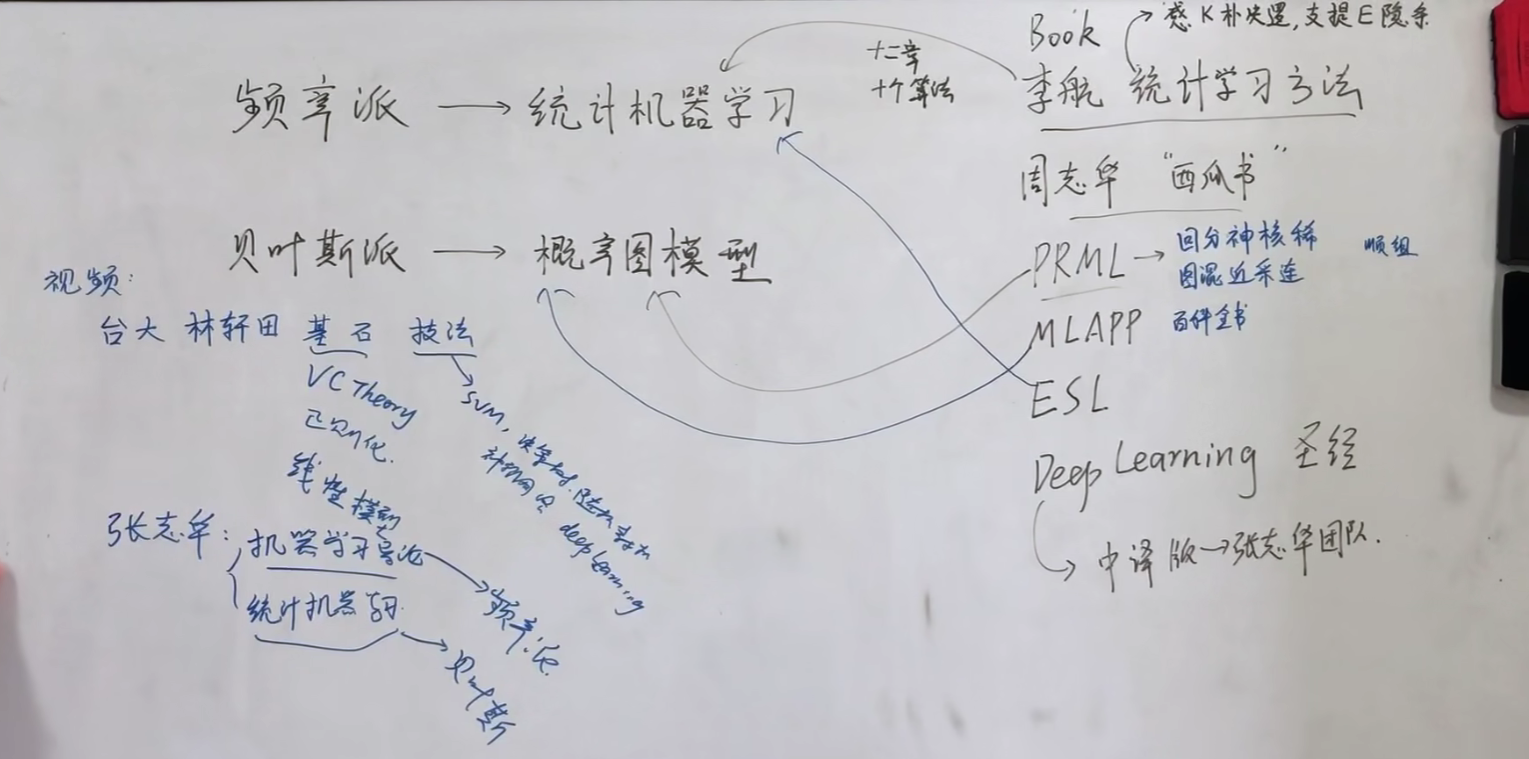 频率派 → 统计机器学习
贝叶斯派 → 概率图模型
十二章
十个算法
Book
感K朴决逻,支提E隐条
李航 统计学习方法
周志华 “西瓜书”
PRML → 回分神核稀
图混近采连
顺组
MLAPP 百科全书
ESL
Deep Learning 圣经
中译版→张志华团队.
视频:
台大 林轩田 基石 技法
VC Theory
正则化.
线性模型
SVM, 决策树.随机森林
神经网络 deep learning
张志华:
机器学习导论
频率派
统计机器学习
贝叶斯